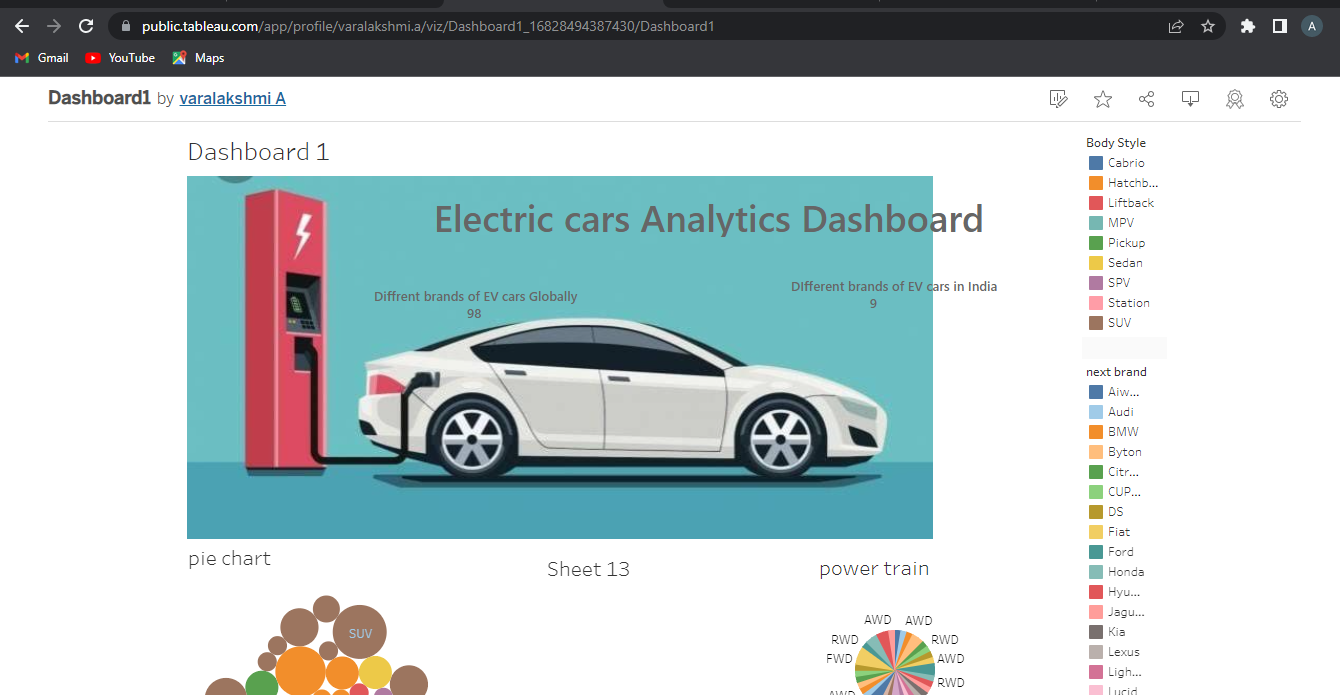 public.tableau.com/app/profile/varalakshmi.a/viz/Dashboard1_16828494387430/Dashboard1
A
Gmail
YouTube
Maps
Dashboard1 by varalakshmi A
Dashboard 1
Electric cars Analytics Dashboard
Diffrent brands of EV cars Globally
98
DIfferent brands of EV cars in India
9
pie chart
Sheet 13
power train
SUV
AWD AWD
RWD RWD
FWD AWD
RWD
AWD
Body Style
Cabrio
Hatchb...
Liftback
MPV
Pickup
Sedan
SPV
Station
SUV
next brand
Aiw...
Audi
BMW
Byton
Citr...
CUP...
DS
Fiat
Ford
Honda
Hyu...
Jagu...
Kia
Lexus
Ligh...
Lucid